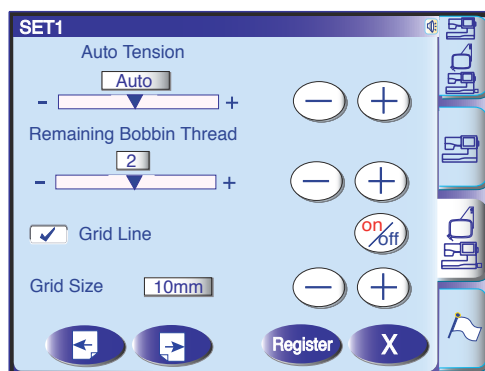 SET1
Auto Tension
Auto
- +
Remaining Bobbin Thread
2
- +
Grid Line on/off
Grid Size 10mm
Register X